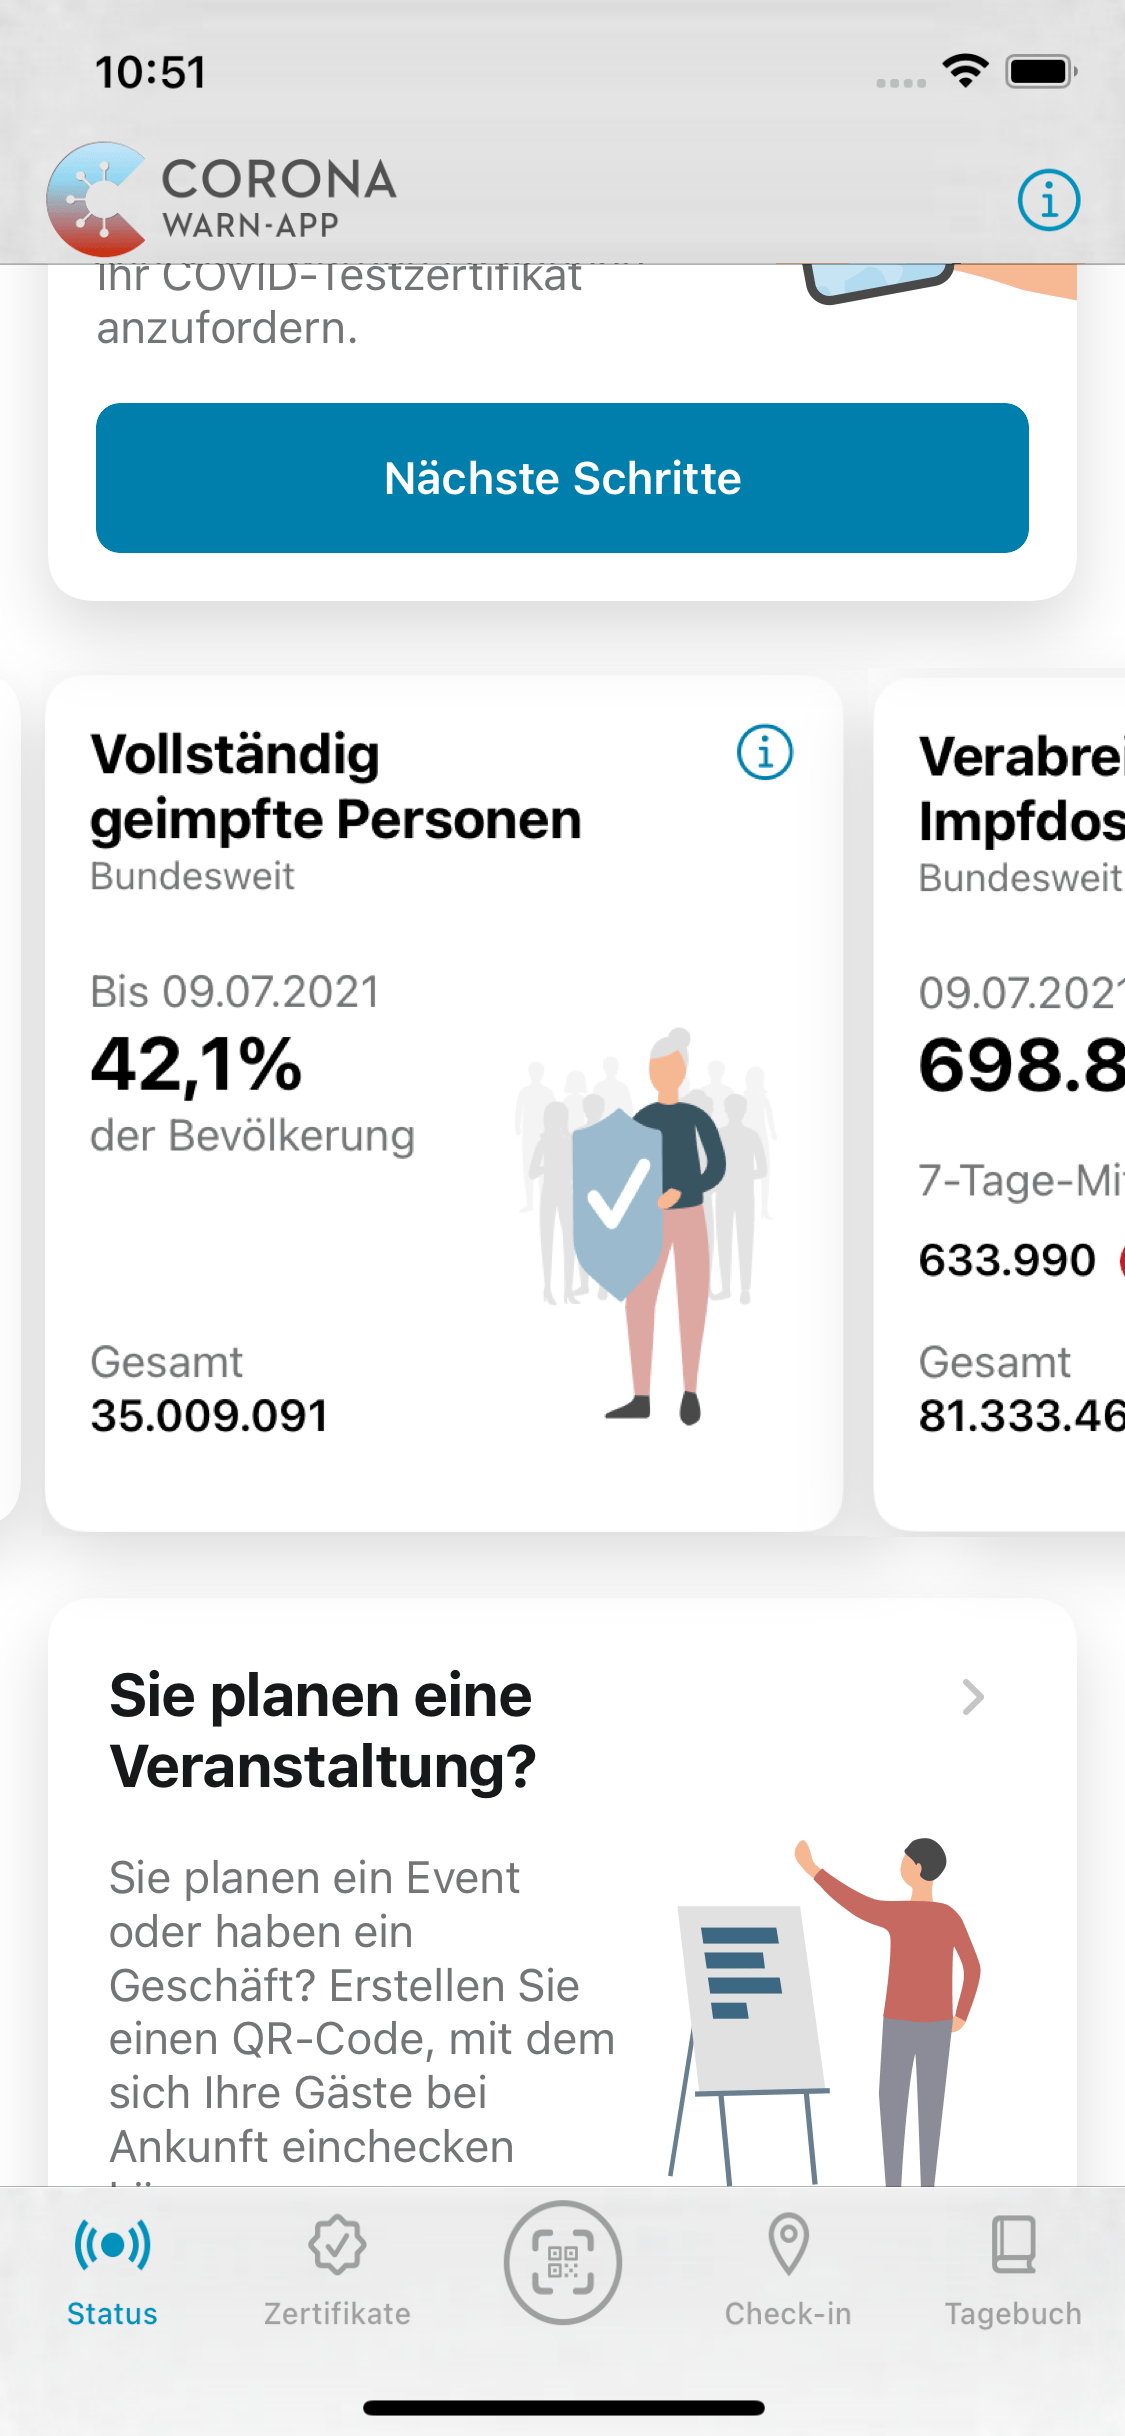 10:51
CORONA
WARN-APP
Ihr COVID-Testzertifikat
anzufordern.
Nächste Schritte
Vollständig
geimpfte Personen
Bundesweit
Bis 09.07.2021
42,1%
der Bevölkerung
Gesamt
35.009.091
Impfdos
Bundesweit
09.07.202
698.8
7-Tage-Mi
633.990
Gesamt
81.333.46
Sie planen eine
Veranstaltung?
Sie planen ein Event
oder haben ein
Geschäft? Erstellen Sie
einen QR-Code, mit dem
sich Ihre Gäste bei
Ankunft einchecken
Status
Zertifikate
Check-in
Tagebuch